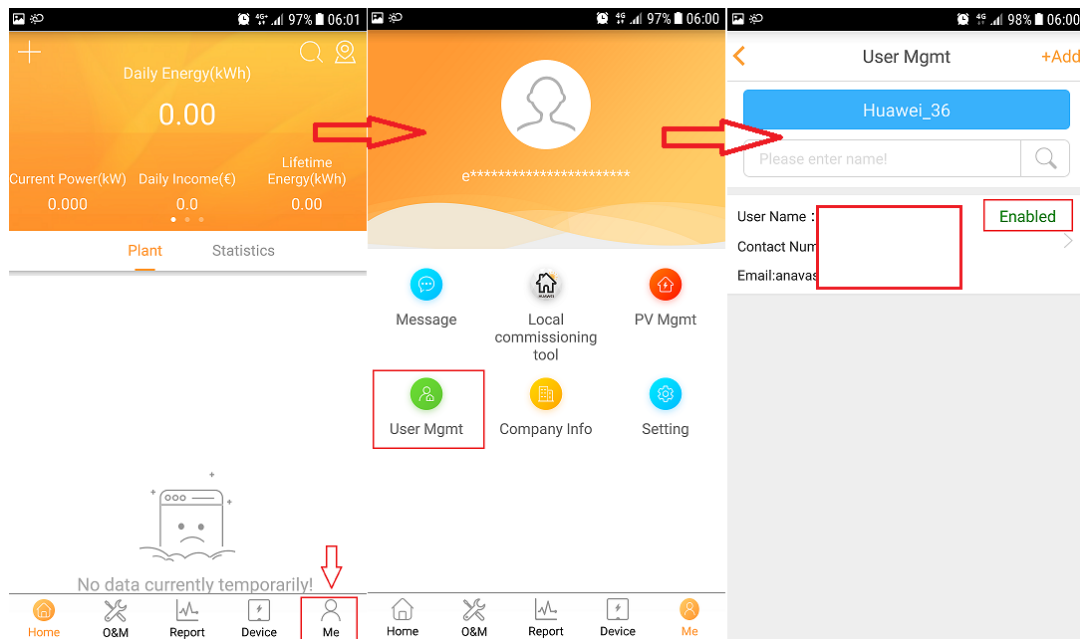 4G+ 97% 06:01
Daily Energy(kWh)
0.00
Current Power(kW) Daily Income(€) Lifetime Energy(kWh)
0.000 0.0 0.00
Plant Statistics
No data currently temporarily!
Home O&M Report Device Me
4G 97% 06:00
e***********************
Message
Local
commissioning
tool
PV Mgmt
HUAWEI
User Mgmt Company Info Setting
Home O&M Report Device Me
4G 98% 06:00
User Mgmt +Add
Huawei_36
Please enter name!
User Name : Enabled
Contact Num
Email:anavas